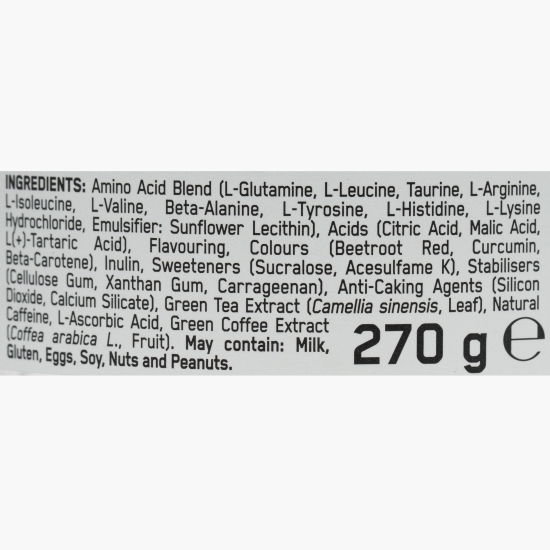 INGREDIENTS: Amino Acid Blend (L-Glutamine, L-Leucine, Taurine, L-Arginine,
L-Isoleucine, L-Valine, Beta-Alanine, L-Tyrosine, L-Histidine, L-Lysine
Hydrochloride, Emulsifier: Sunflower Lecithin), Acids (Citric Acid, Malic Acid,
L(+)-Tartaric Acid), Flavouring, Colours (Beetroot Red, Curcumin,
Beta-Carotene), Inulin, Sweeteners (Sucralose, Acesulfame K), Stabilisers
(Cellulose Gum, Xanthan Gum, Carrageenan), Anti-Caking Agents (Silicon
Dioxide, Calcium Silicate), Green Tea Extract (Camellia sinensis, Leaf), Natural
Caffeine, L-Ascorbic Acid, Green Coffee Extract
(Coffea arabica L., Fruit). May contain: Milk,
Gluten, Eggs, Soy, Nuts and Peanuts.
270 g ℮